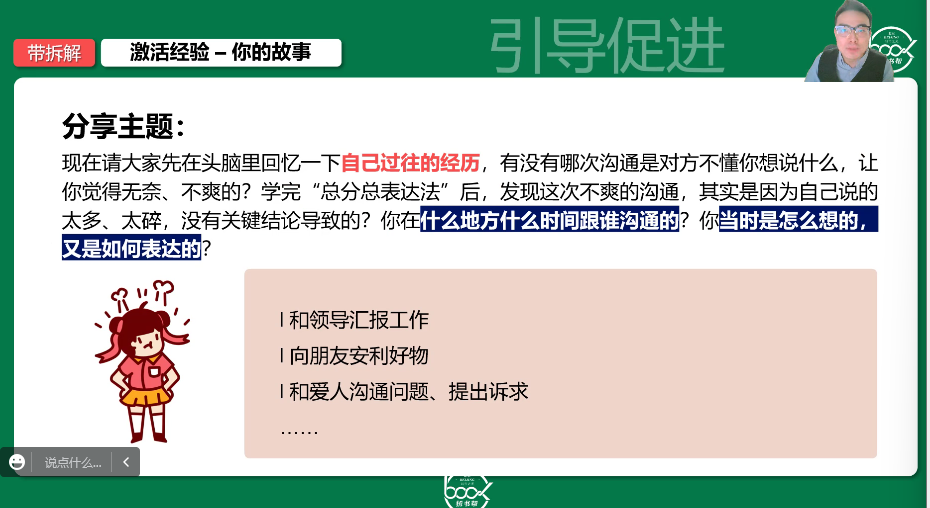 引导促进
带拆解
激活经验 – 你的故事
分享主题：
现在请大家先在头脑里回忆一下自己过往的经历，有没有哪次沟通是对方不懂你想说什么，让
你觉得无奈、不爽的？学完“总分总表达法”后，发现这次不爽的沟通，其实是因为自己说的
太多、太碎，没有关键结论导致的？你在什么地方什么时间跟谁沟通的？你当时是怎么想的，
又是如何表达的？
l 和领导汇报工作
l 向朋友安利好物
l 和爱人沟通问题、提出诉求
……
说点什么...
book
拆书帮